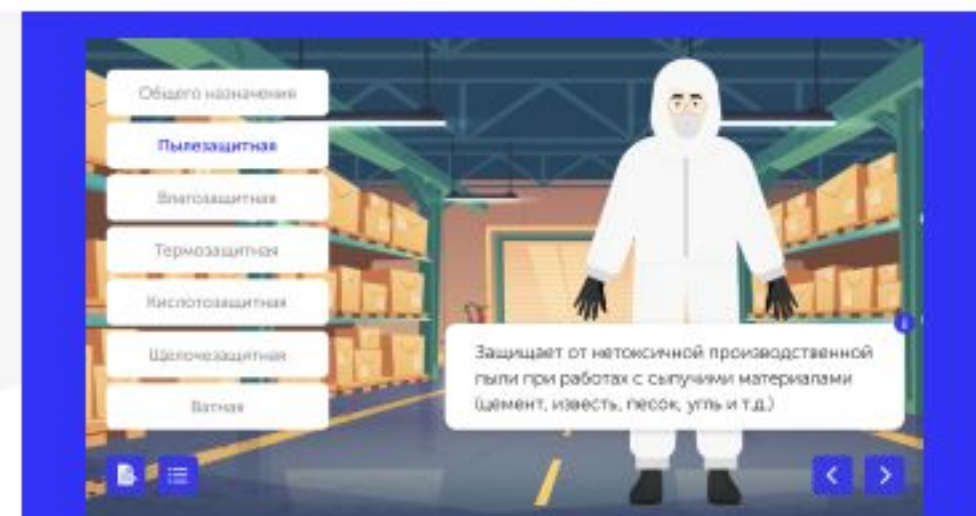 Общего назначения
Пылезащитная
Влагозащитная
Термозащитная
Кислотозащитная
Щелочезащитная
Ватная
Защищает от нетоксичной производственной
пыли при работах с сыпучими материалами
(цемент, известь, песок, угль и т.д.)